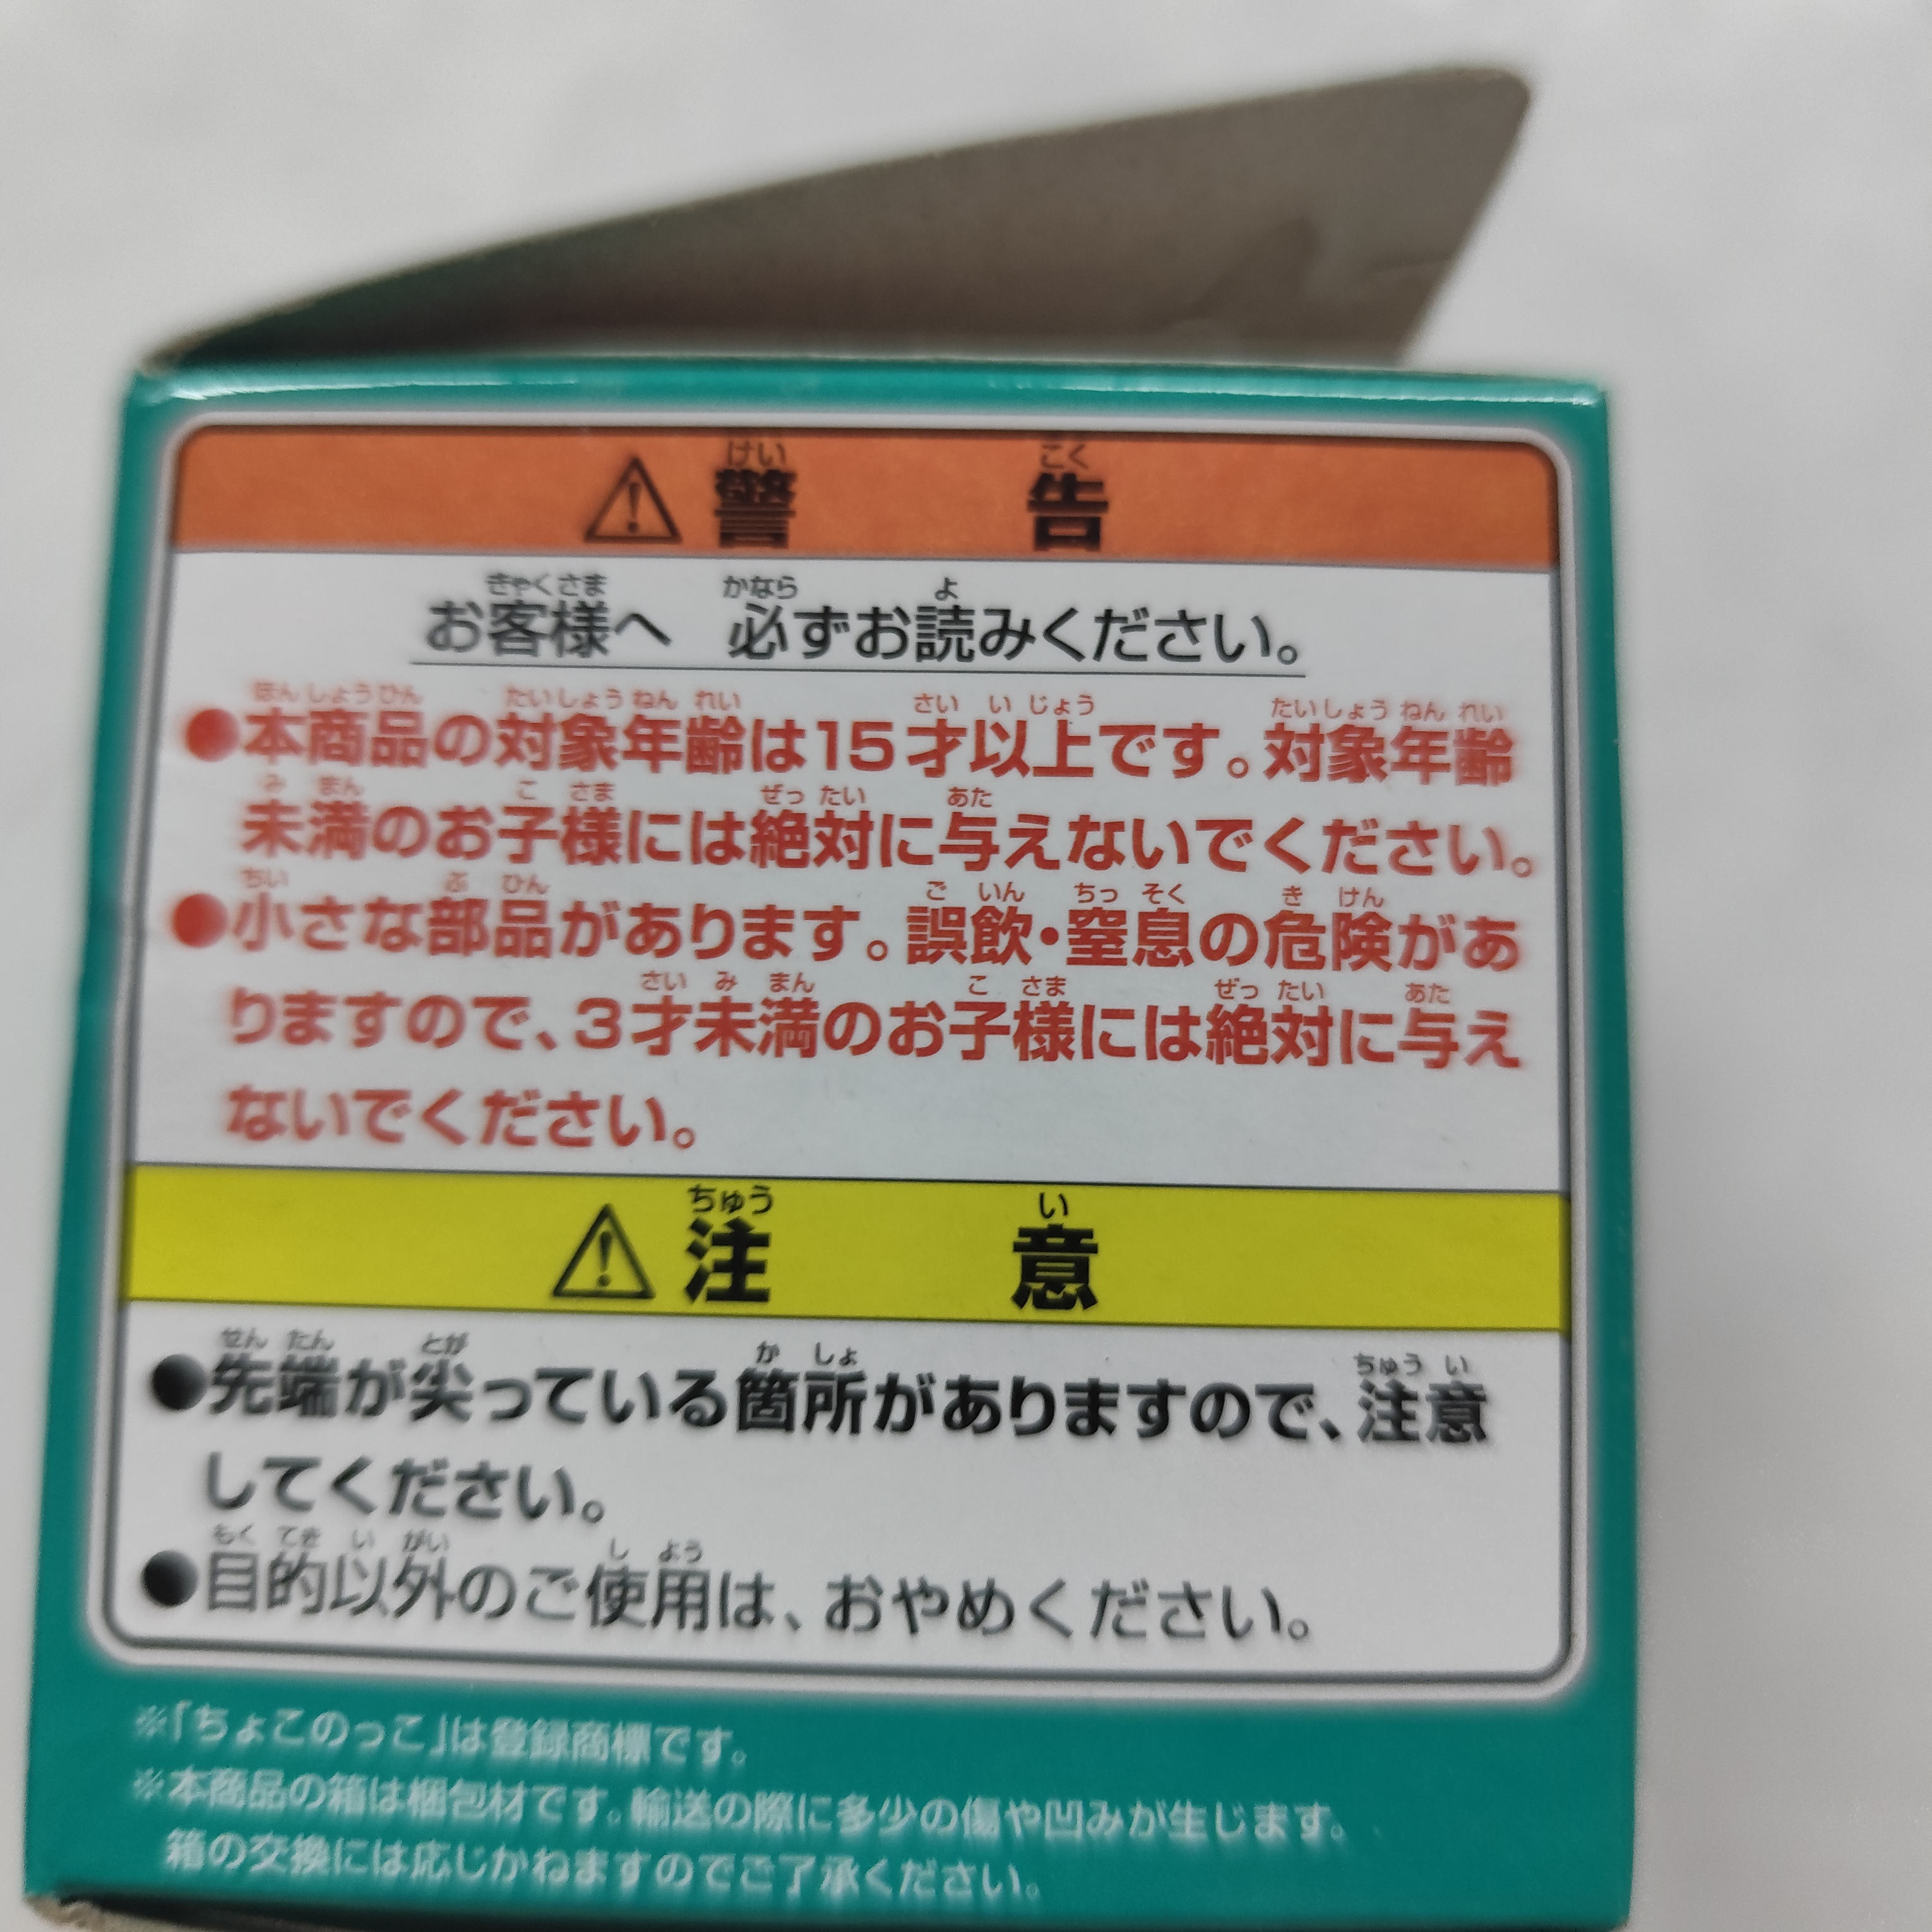 ⚠警告
お客様へ 必ずお読みください。
●本商品の対象年齢は15才以上です。対象年齢
未満のお子様には絶対に与えないでください。
●小さな部品があります。誤飲・窒息の危険があ
りますので、3才未満のお子様には絶対に与え
ないでください。
⚠注意
●先端が尖っている箇所がありますので、注意
してください。
●目的以外のご使用は、おやめください。
※「ちょこのっこ」は登録商標です。
※本商品の箱は梱包材です。輸送の際に多少の傷や凹みが生じます。
箱の交換には応じかねますのでご了承ください。